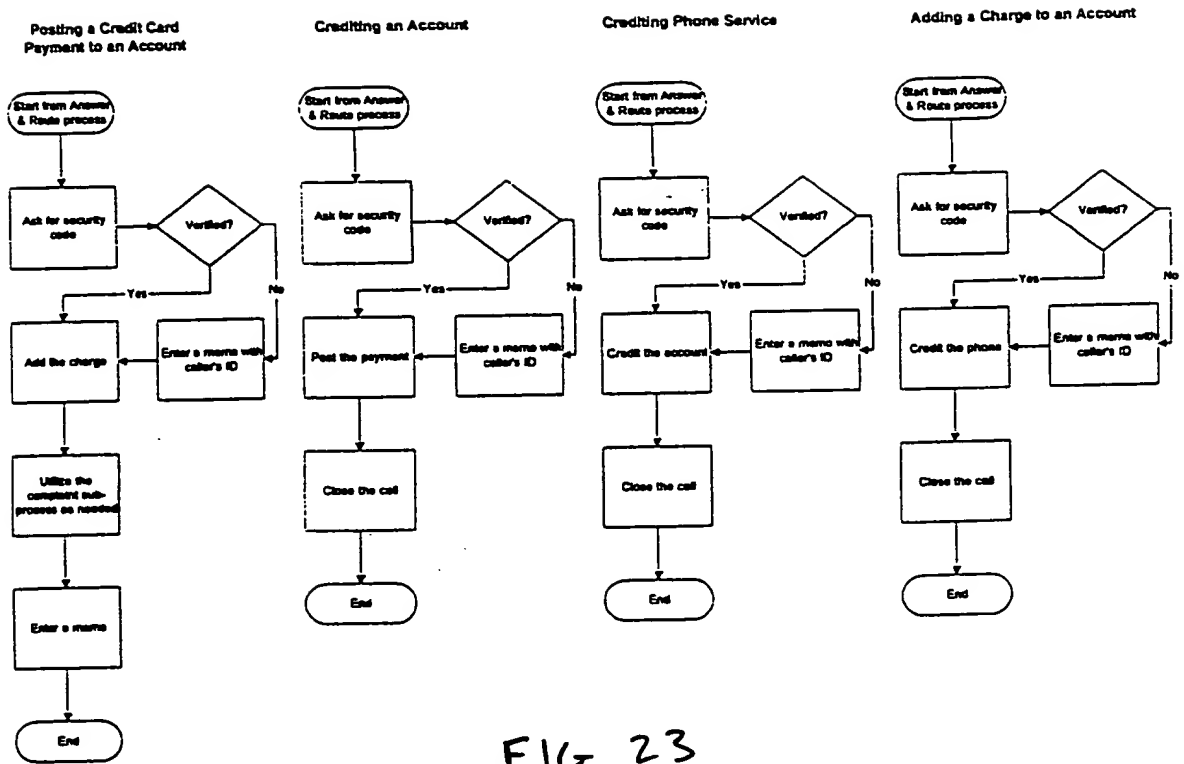 Posting a Credit Card
Payment to an Account
Start from Answer
& Route process
Ask for security
code
Verified?
Yes
No
Add the charge
Enter a memo with
caller's ID
Utilize the
complaint sub-
process as needed
Enter a memo
End
Crediting an Account
Start from Answer
& Route process
Ask for security
code
Verified?
Yes
No
Post the payment
Enter a memo with
caller's ID
Close the call
End
Crediting Phone Service
Start from Answer
& Route process
Ask for security
code
Verified?
Yes
No
Credit the account
Enter a memo with
caller's ID
Close the call
End
Adding a Charge to an Account
Start from Answer
& Route process
Ask for security
code
Verified?
Yes
No
Credit the phone
Enter a memo with
caller's ID
Close the call
End
FIG 23